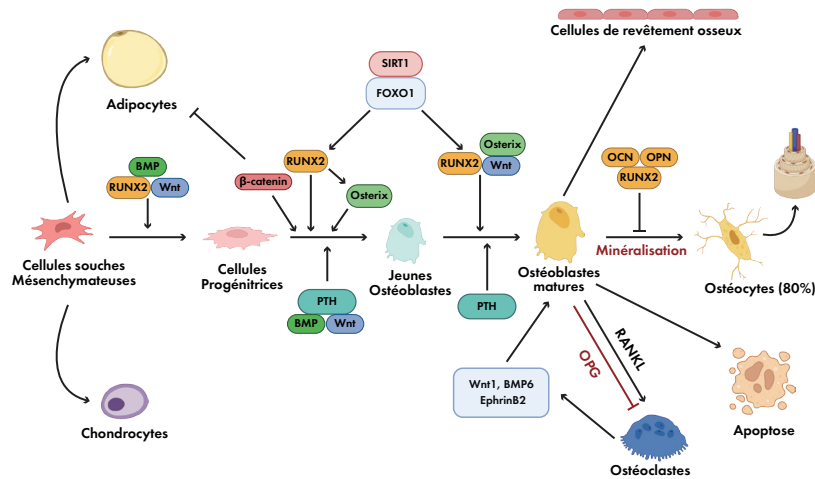 Cellules de revêtement osseux
SIRT1
FOXO1
Adipocytes
BMP
RUNX2
Wnt
RUNX2
β-catenin
Osterix
Osterix
RUNX2
Wnt
OCN
OPN
RUNX2
Minéralisation
Cellules souches
Mésenchymateuses
Cellules
Progénitrices
Jeunes
Ostéoblastes
Ostéoblastes
matures
Ostéocytes (80%)
PTH
BMP
Wnt
PTH
RANKL
OPG
Wnt1, BMP6
EphrinB2
Chondrocytes
Apoptose
Ostéoclastes